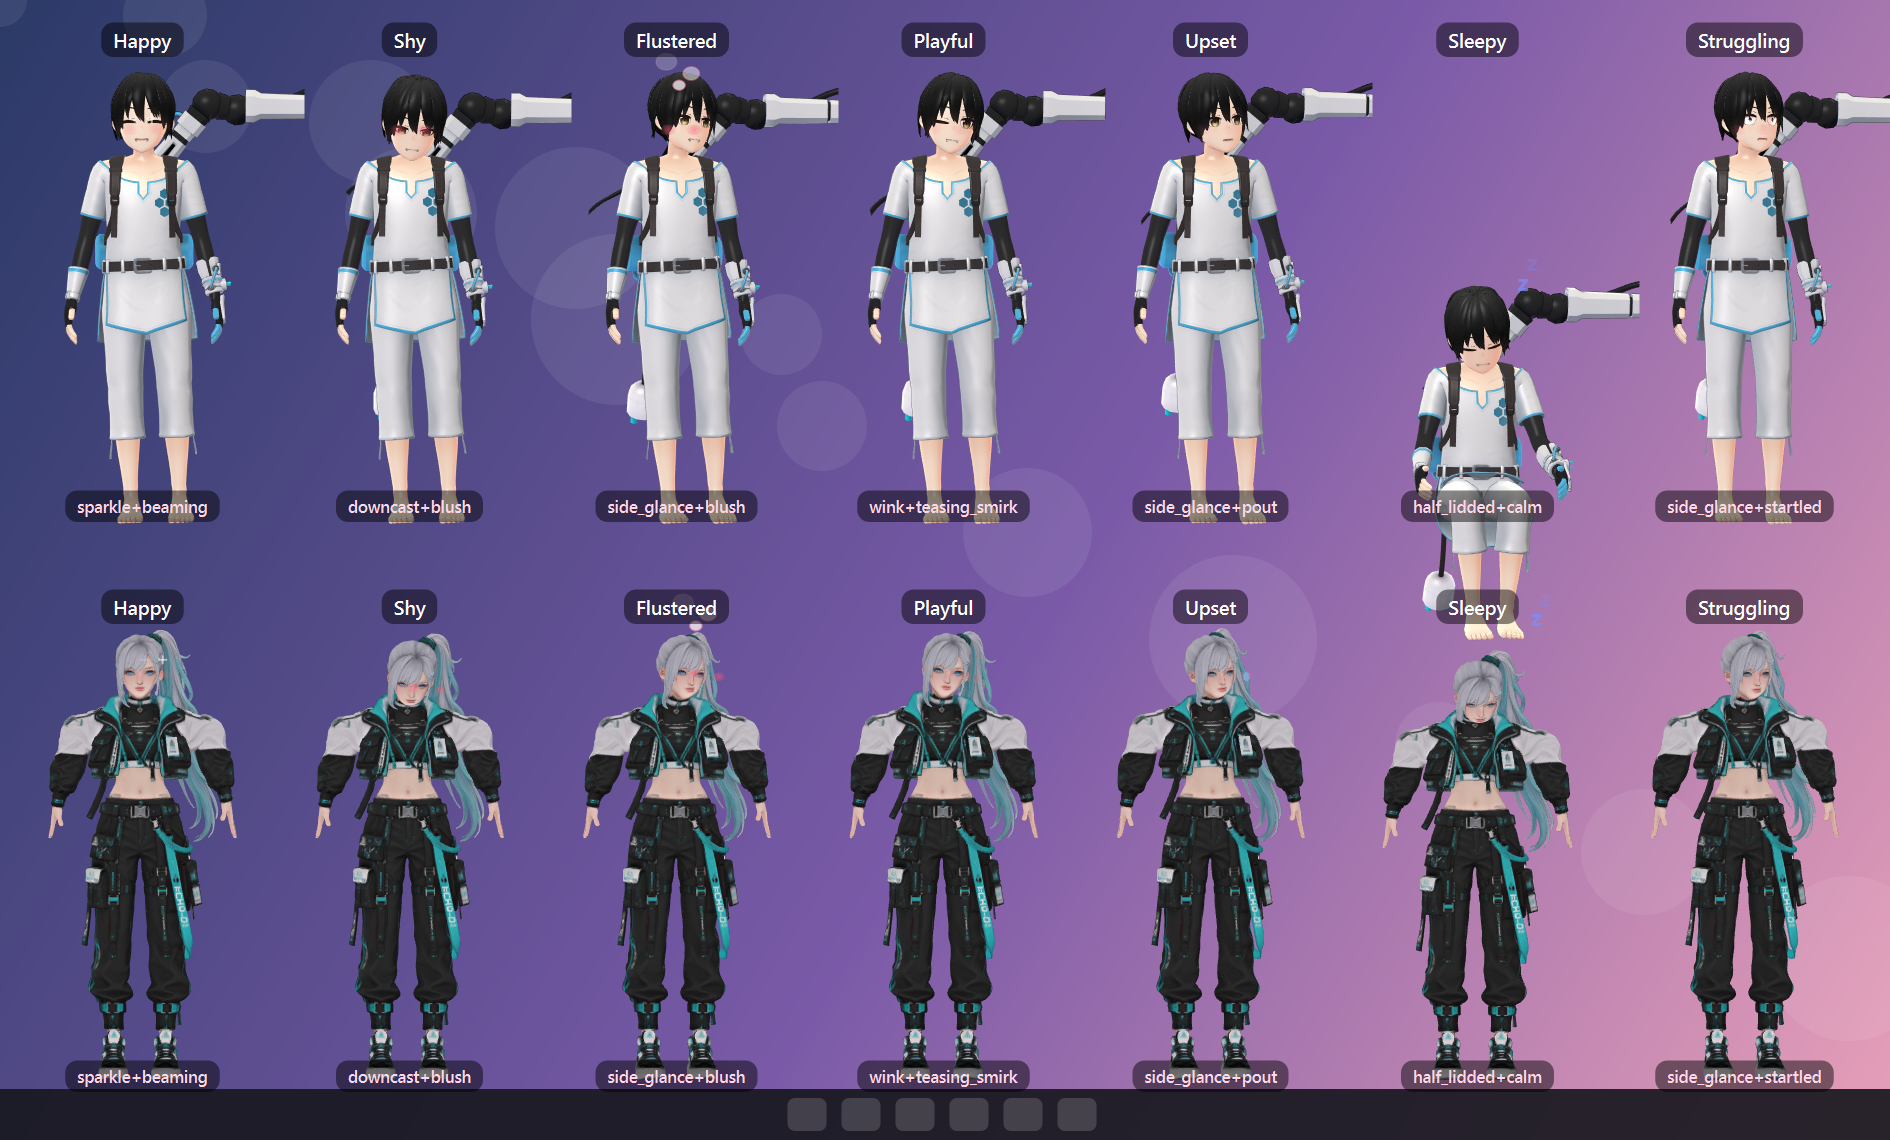 Happy
Shy
Flustered
Playful
Upset
Sleepy
Struggling
z
z
sparkle+beaming
downcast+blush
side_glance+blush
wink+teasing_smirk
side_glance+pout
half_lidded+calm
side_glance+startled
Happy
Shy
Flustered
Playful
Upset
Sleepy
Struggling
z
z
sparkle+beaming
downcast+blush
side_glance+blush
wink+teasing_smirk
side_glance+pout
half_lidded+calm
side_glance+startled